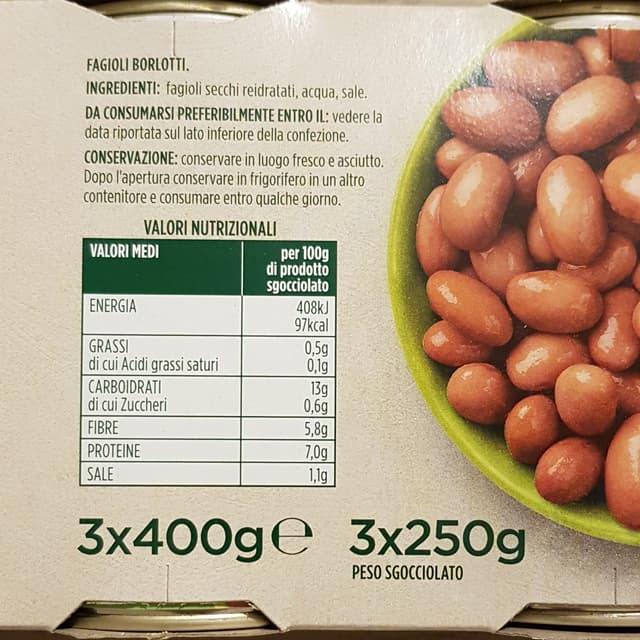 FAGIOLI BORLOTTI.
INGREDIENTI: fagioli secchi reidratati, acqua, sale.
DA CONSUMARSI PREFERIBILMENTE ENTRO IL: vedere la
data riportata sul lato inferiore della confezione.
CONSERVAZIONE: conservare in luogo fresco e asciutto.
Dopo l'apertura conservare in frigorifero in un altro
contenitore e consumare entro qualche giorno.
VALORI NUTRIZIONALI
VALORI MEDI per 100g
di prodotto
sgocciolato
ENERGIA 408kJ
97kcal
GRASSI 0,5g
di cui Acidi grassi saturi 0,1g
CARBOIDRATI 13g
di cui Zuccheri 0,6g
FIBRE 5,8g
PROTEINE 7,0g
SALE 1,1g
3x400g℮ 3x250g
PESO SGOCCIOLATO